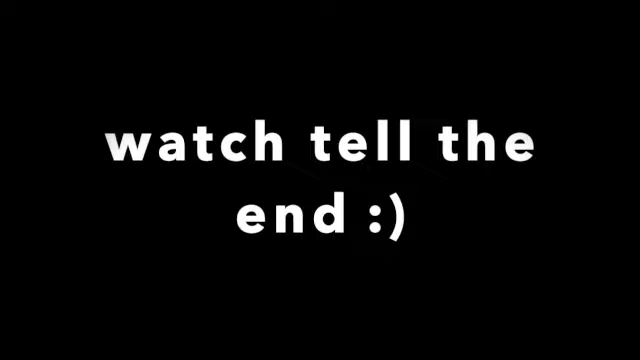 watch tell the
end :)